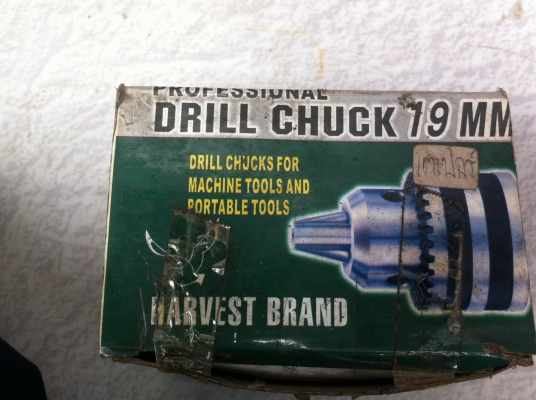 PROFESSIONAL
DRILL CHUCK 19 MM
DRILL CHUCKS FOR
MACHINE TOOLS AND
PORTABLE TOOLS
HARVEST BRAND